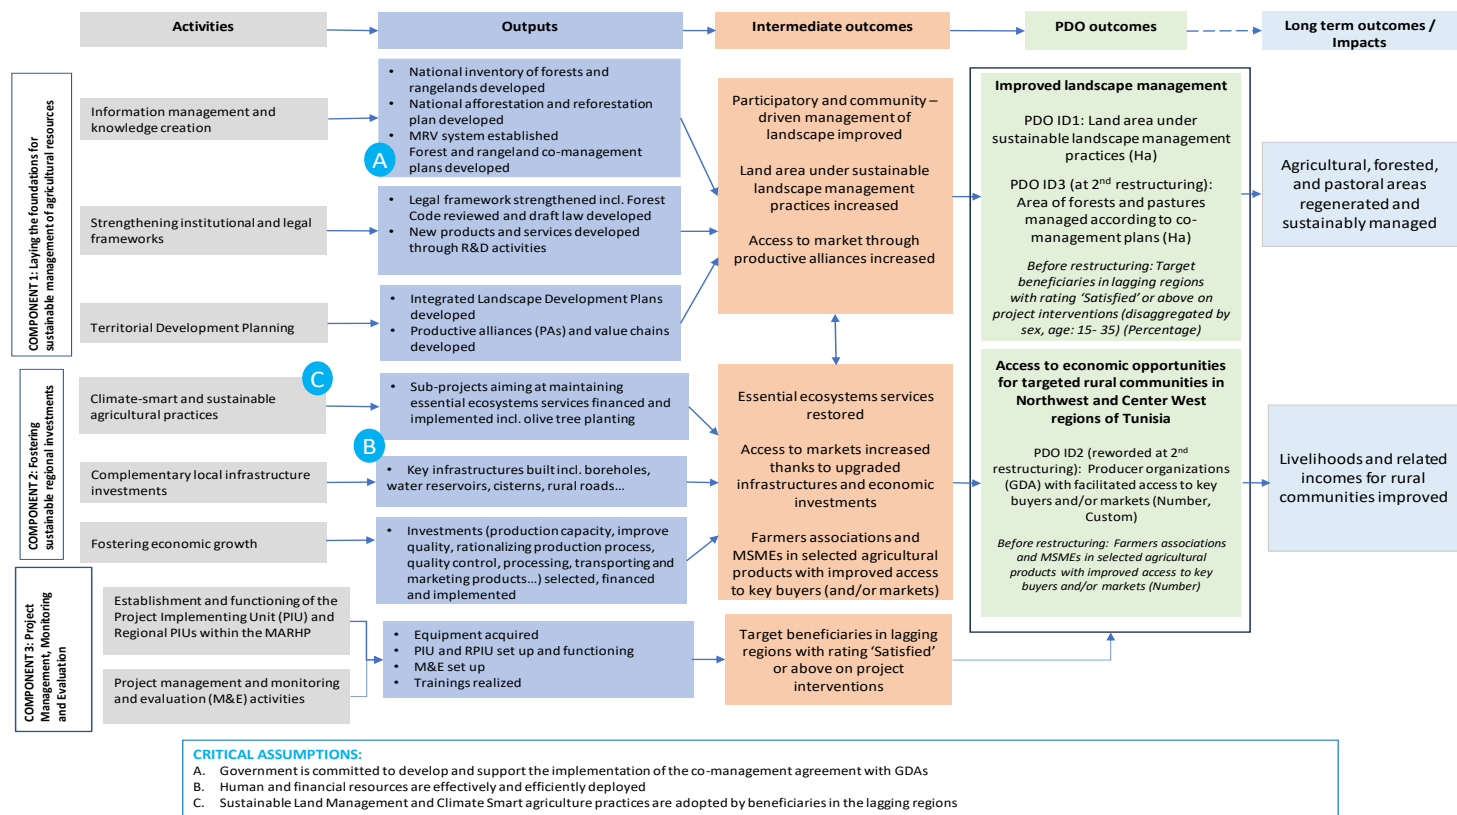 Activities
Outputs
Intermediate outcomes
PDO outcomes
Long term outcomes /
Impacts
COMPONENT 1: Laying the foundations for
sustainable management of agricultural resources
Information management and
knowledge creation
• National inventory of forests and
rangelands developed
• National afforestation and reforestation
plan developed
• MRV system established
• Forest and rangeland co-management
plans developed
A
Strengthening institutional and legal
frameworks
• Legal framework strengthened incl. Forest
Code reviewed and draft law developed
• New products and services developed
through R&D activities
Territorial Development Planning
• Integrated Landscape Development Plans
developed
• Productive alliances (PAs) and value chains
developed
Participatory and community –
driven management of
landscape improved
Land area under sustainable
landscape management
practices increased
Access to market through
productive alliances increased
Improved landscape management
PDO ID1: Land area under
sustainable landscape management
practices (Ha)
PDO ID3 (at 2nd restructuring):
Area of forests and pastures
managed according to co-
management plans (Ha)
Before restructuring: Target
beneficiaries in lagging regions
with rating ‘Satisfied’ or above on
project interventions (disaggregated by
sex, age: 15- 35) (Percentage)
Agricultural, forested,
and pastoral areas
regenerated and
sustainably managed
COMPONENT 2: Fostering
sustainable regional investments
C
Climate-smart and sustainable
agricultural practices
• Sub-projects aiming at maintaining
essential ecosystems services financed and
implemented incl. olive tree planting
B
Complementary local infrastructure
investments
• Key infrastructures built incl. boreholes,
water reservoirs, cisterns, rural roads…
Fostering economic growth
• Investments (production capacity, improve
quality, rationalizing production process,
quality control, processing, transporting and
marketing products…) selected, financed
and implemented
Essential ecosystems services
restored
Access to markets increased
thanks to upgraded
infrastructures and economic
investments
Farmers associations and
MSMEs in selected agricultural
products with improved access
to key buyers (and/or markets)
Access to economic opportunities
for targeted rural communities in
Northwest and Center West
regions of Tunisia
PDO ID2 (reworded at 2nd
restructuring): Producer organizations
(GDA) with facilitated access to key
buyers and/or markets (Number,
Custom)
Before restructuring: Farmers associations
and MSMEs in selected agricultural
products with improved access to key
buyers and/or markets (Number)
Livelihoods and related
incomes for rural
communities improved
COMPONENT 3: Project
Management, Monitoring
and Evaluation
Establishment and functioning of the
Project Implementing Unit (PIU) and
Regional PIUs within the MARHP
Project management and monitoring
and evaluation (M&E) activities
• Equipment acquired
• PIU and RPIU set up and functioning
• M&E set up
• Trainings realized
Target beneficiaries in lagging
regions with rating ‘Satisfied’
or above on project
interventions
CRITICAL ASSUMPTIONS:
A. Government is committed to develop and support the implementation of the co-management agreement with GDAs
B. Human and financial resources are effectively and efficiently deployed
C. Sustainable Land Management and Climate Smart agriculture practices are adopted by beneficiaries in the lagging regions